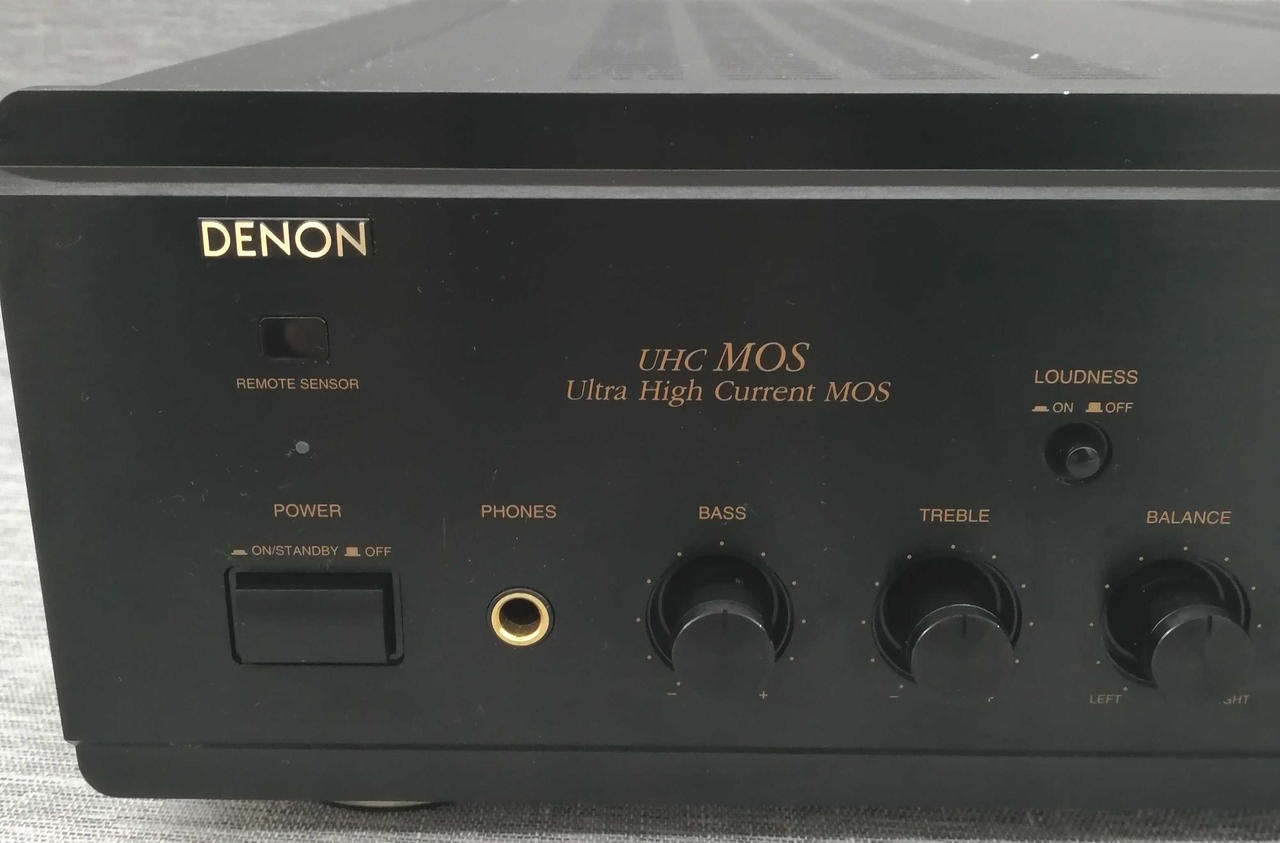 DENON
REMOTE SENSOR
UHC MOS
Ultra High Current MOS
LOUDNESS
ON OFF
POWER
ON/STANDBY OFF
PHONES
BASS
- +
TREBLE
-
BALANCE
LEFT